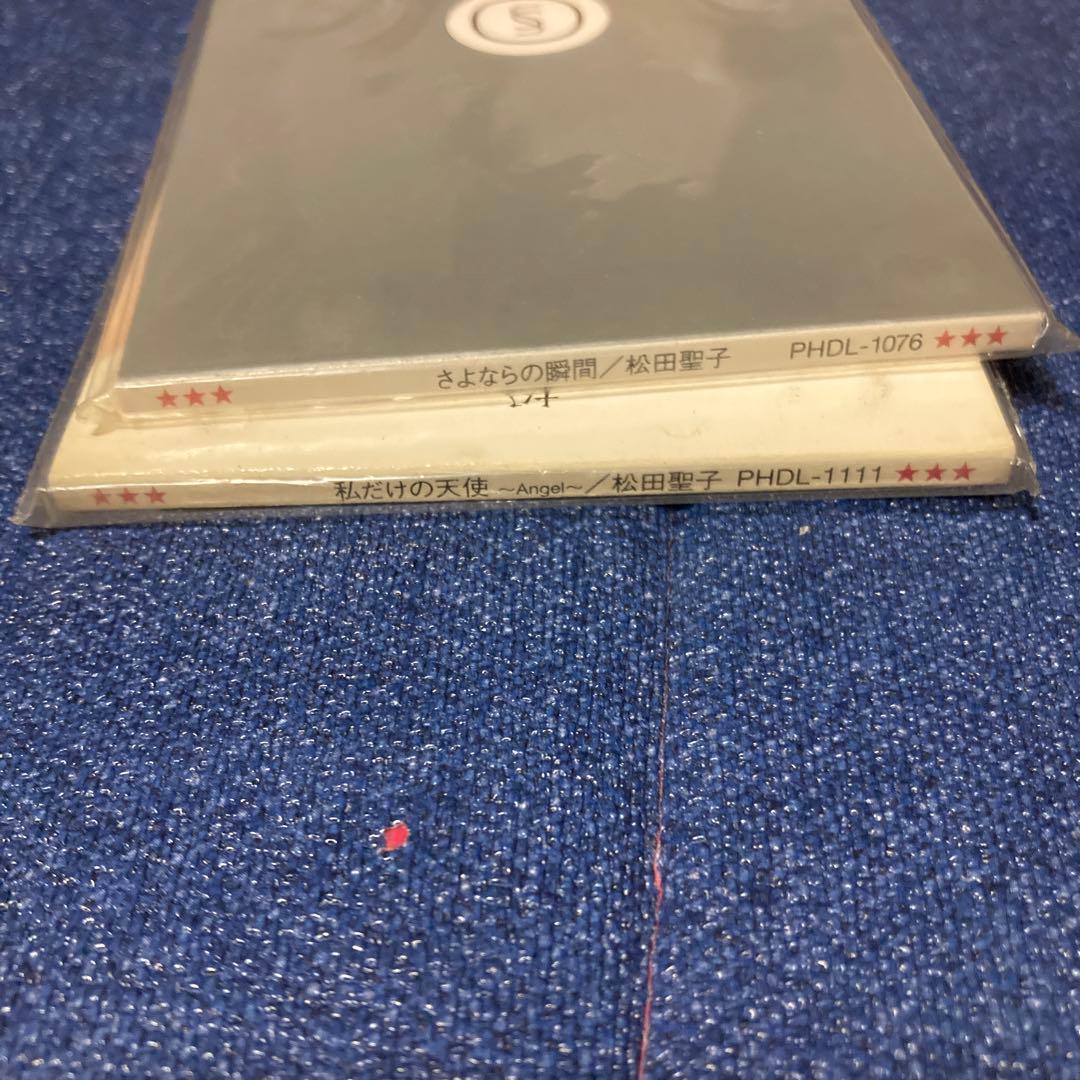 S
★★★ さよならの瞬間／松田聖子 PHDL-1076 ★★★
★★★ 私だけの天使 ～Angel～／松田聖子 PHDL-1111 ★★★